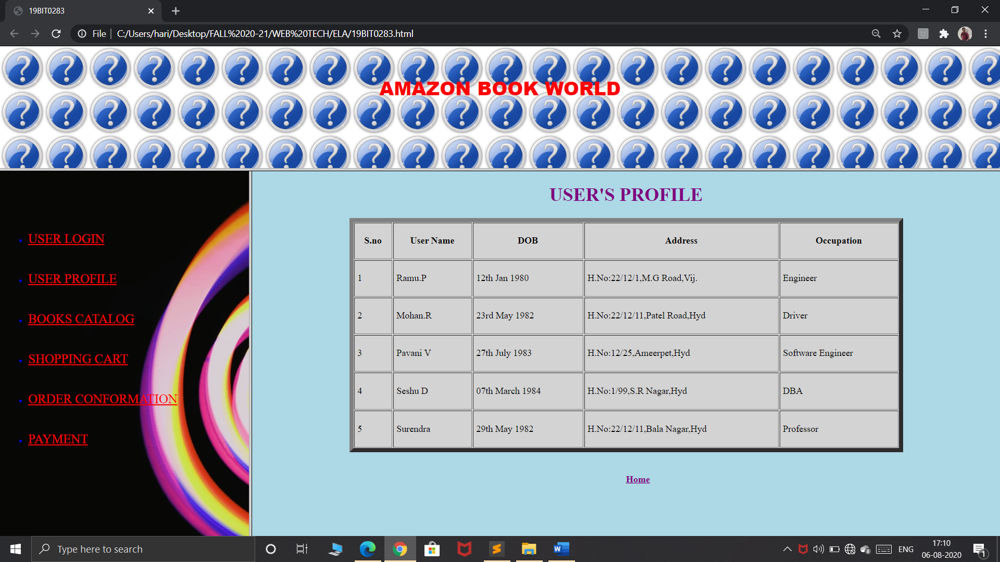 19BIT0283
File | C:/Users/hari/Desktop/FALL%2020-21/WEB%20TECH/ELA/19BIT0283.html
AMAZON BOOK WORLD
USER LOGIN
USER PROFILE
BOOKS CATALOG
SHOPPING CART
ORDER CONFORMATION
PAYMENT
USER'S PROFILE
S.no User Name DOB Address Occupation
1 Ramu.P 12th Jan 1980 H.No:22/12/1,M.G Road,Vij. Engineer
2 Mohan.R 23rd May 1982 H.No:22/12/11,Patel Road,Hyd Driver
3 Pavani V 27th July 1983 H.No:12/25,Ameerpet,Hyd Software Engineer
4 Seshu D 07th March 1984 H.No:1/99,S.R Nagar,Hyd DBA
5 Surendra 29th May 1982 H.No:22/12/11,Bala Nagar,Hyd Professor
Home
Type here to search
W
ENG
17:10
06-08-2020
1